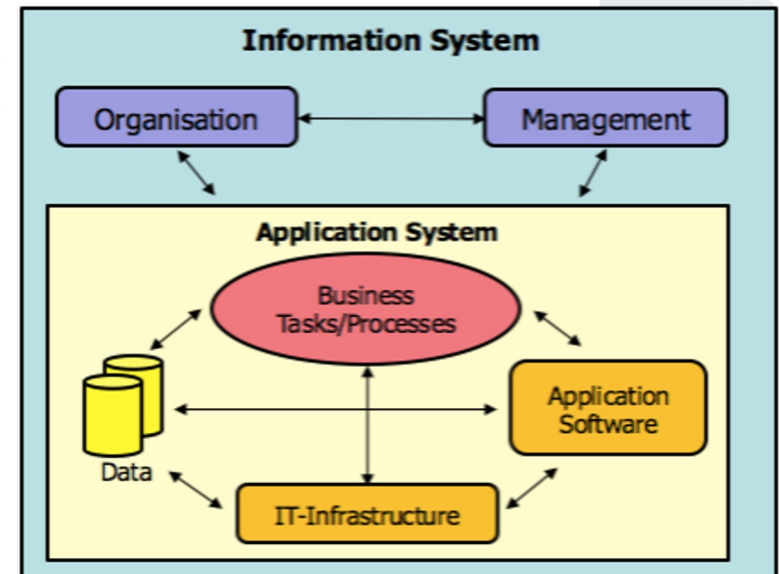 Information System
Organisation
Management
Application System
Business
Tasks/Processes
Application
Software
Data
IT-Infrastructure